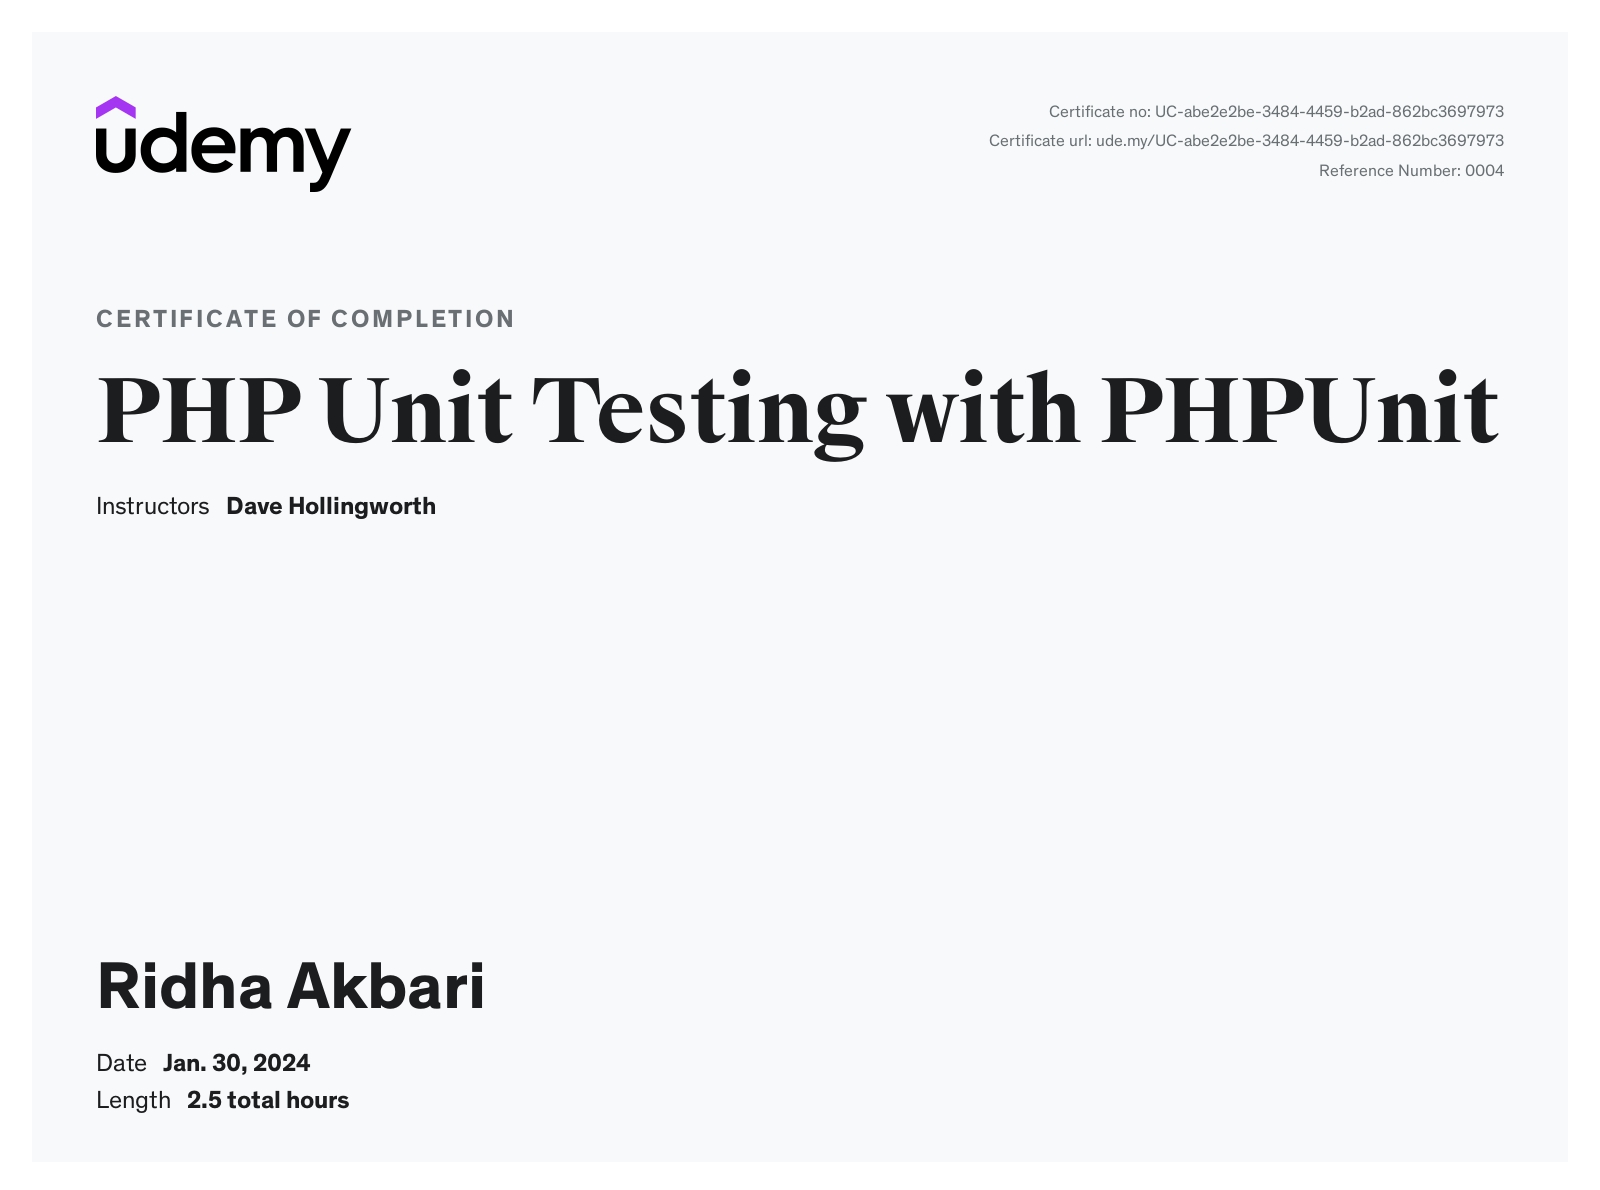 udemy
Certificate no: UC-abe2e2be-3484-4459-b2ad-862bc3697973
Certificate url: ude.my/UC-abe2e2be-3484-4459-b2ad-862bc3697973
Reference Number: 0004
CERTIFICATE OF COMPLETION
PHP Unit Testing with PHPUnit
Instructors Dave Hollingworth
Ridha Akbari
Date Jan. 30, 2024
Length 2.5 total hours